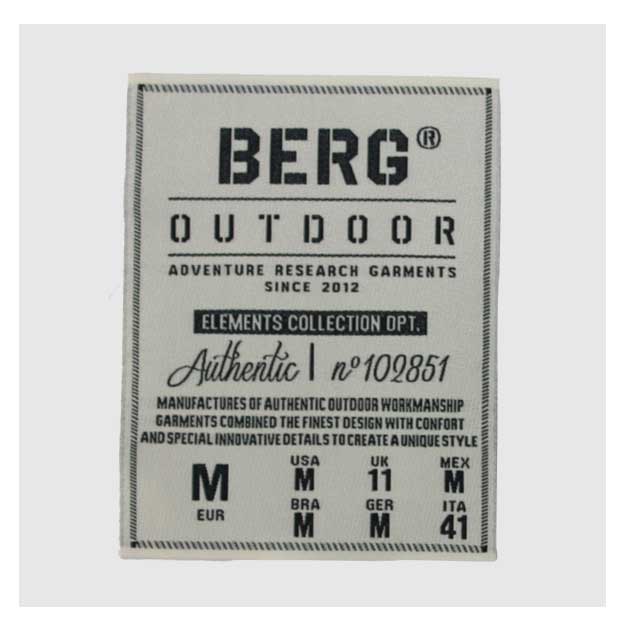 BERG®
OUTDOOR
ADVENTURE RESEARCH GARMENTS
SINCE 2012
ELEMENTS COLLECTION OPT.
Authentic | nº 102851
MANUFACTURES OF AUTHENTIC OUTDOOR WORKMANSHIP
GARMENTS COMBINED THE FINEST DESIGN WITH CONFORT
AND SPECIAL INNOVATIVE DETAILS TO CREATE A UNIQUE STYLE
M EUR
USA M
UK 11
MEX M
BRA M
GER M
ITA 41